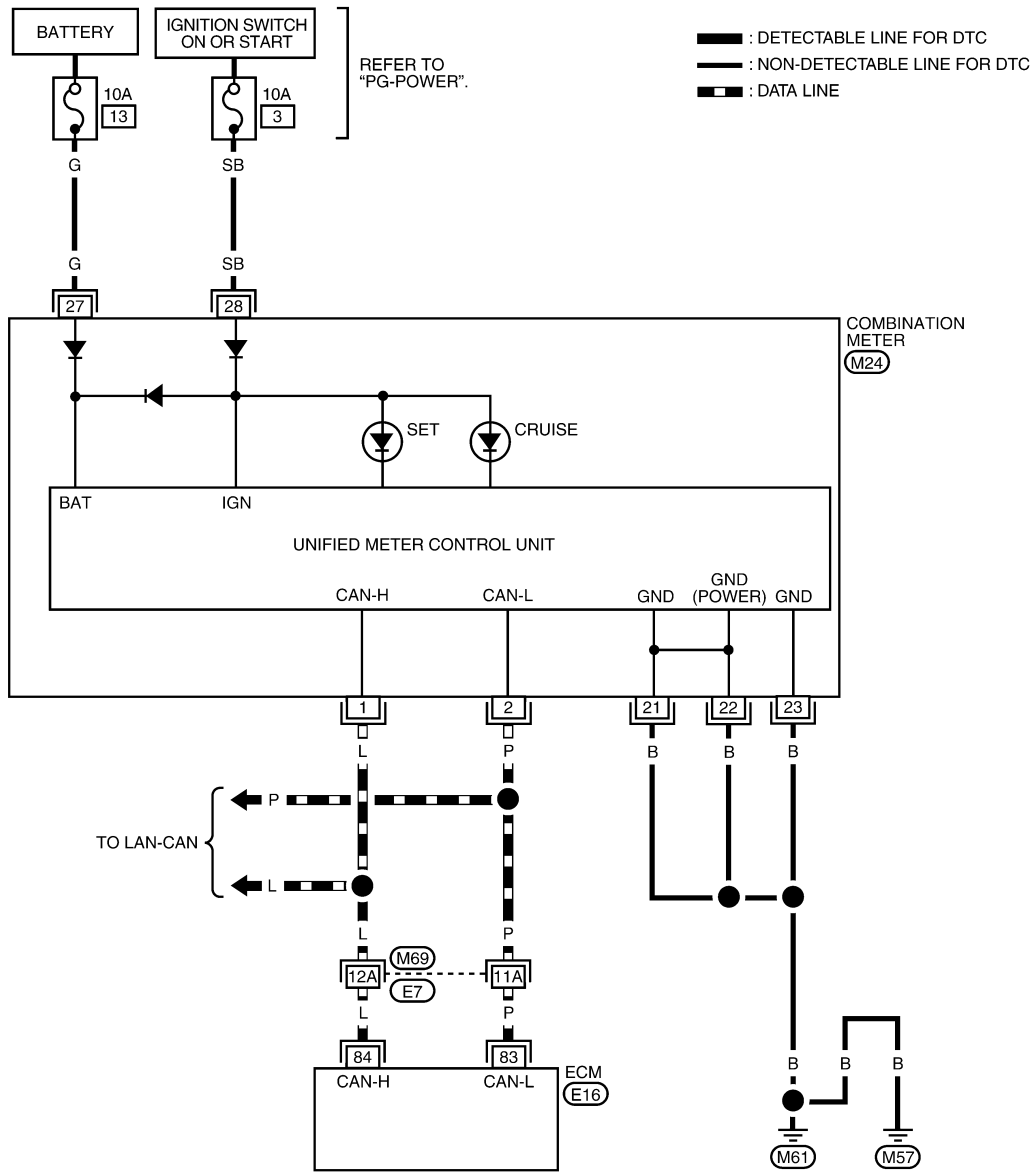 BATTERY
IGNITION SWITCH
ON OR START
REFER TO
"PG-POWER".
10A
13
10A
3
: DETECTABLE LINE FOR DTC
: NON-DETECTABLE LINE FOR DTC
: DATA LINE
G
SB
G
SB
27
28
COMBINATION
METER
M24
SET
CRUISE
BAT
IGN
UNIFIED METER CONTROL UNIT
CAN-H
CAN-L
GND
GND
(POWER)
GND
1
2
21
22
23
L
P
B
B
B
P
TO LAN-CAN
L
L
P
12A
M69
E7
11A
L
P
84
83
CAN-H
CAN-L
ECM
E16
B
B
B
M61
M57